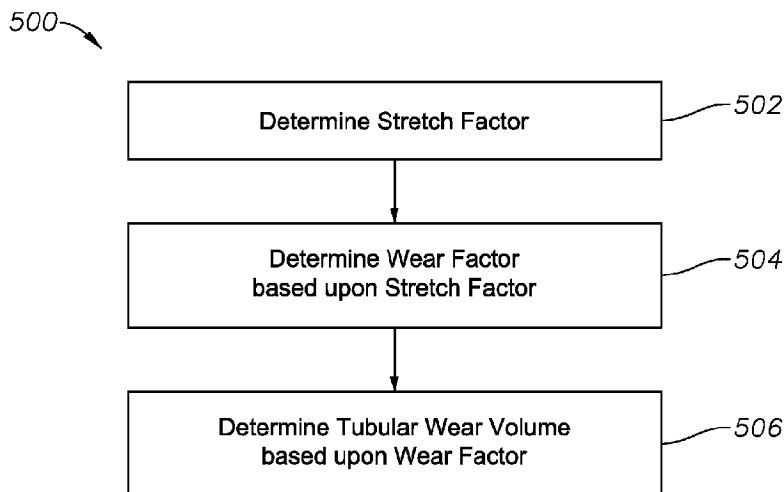 500
Determine Stretch Factor
502
Determine Wear Factor
based upon Stretch Factor
504
Determine Tubular Wear Volume
based upon Wear Factor
506